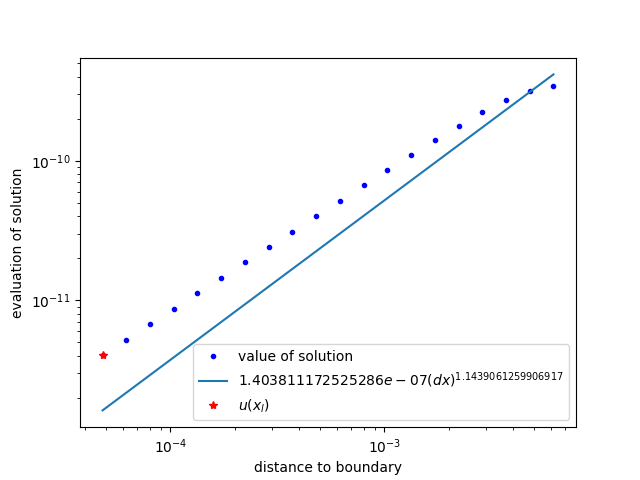 evaluation of solution
10⁻¹⁰
10⁻¹¹
value of solution
1.403811172525286e − 07(dx)^1.1439061259906917
u(x_l)
10⁻⁴
10⁻³
distance to boundary